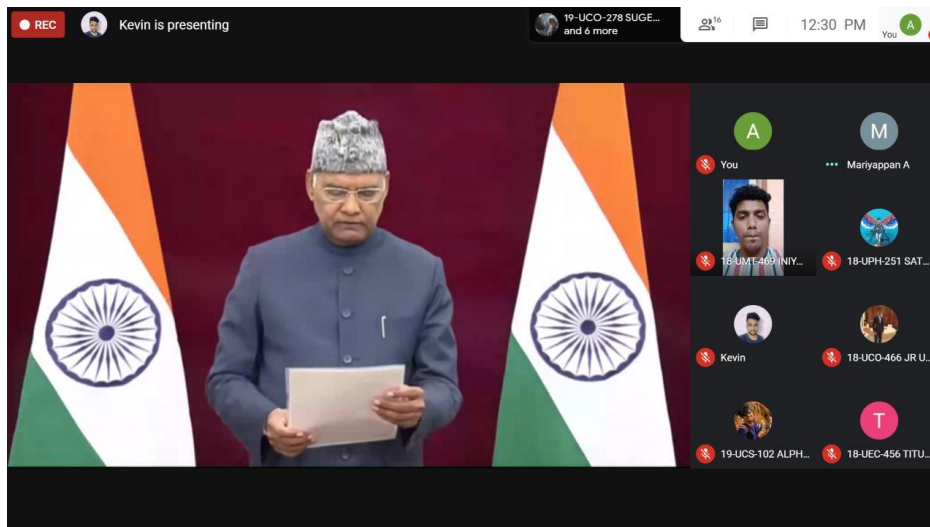 REC
Kevin is presenting
19-UCO-278 SUGE...
and 6 more
16
12:30 PM
You
A
A
You
M
Mariyappan A
18-UMT-469 INIY...
18-UPH-251 SAT...
Kevin
18-UCO-466 JR U...
19-UCS-102 ALPH...
T
18-UEC-456 TITU...